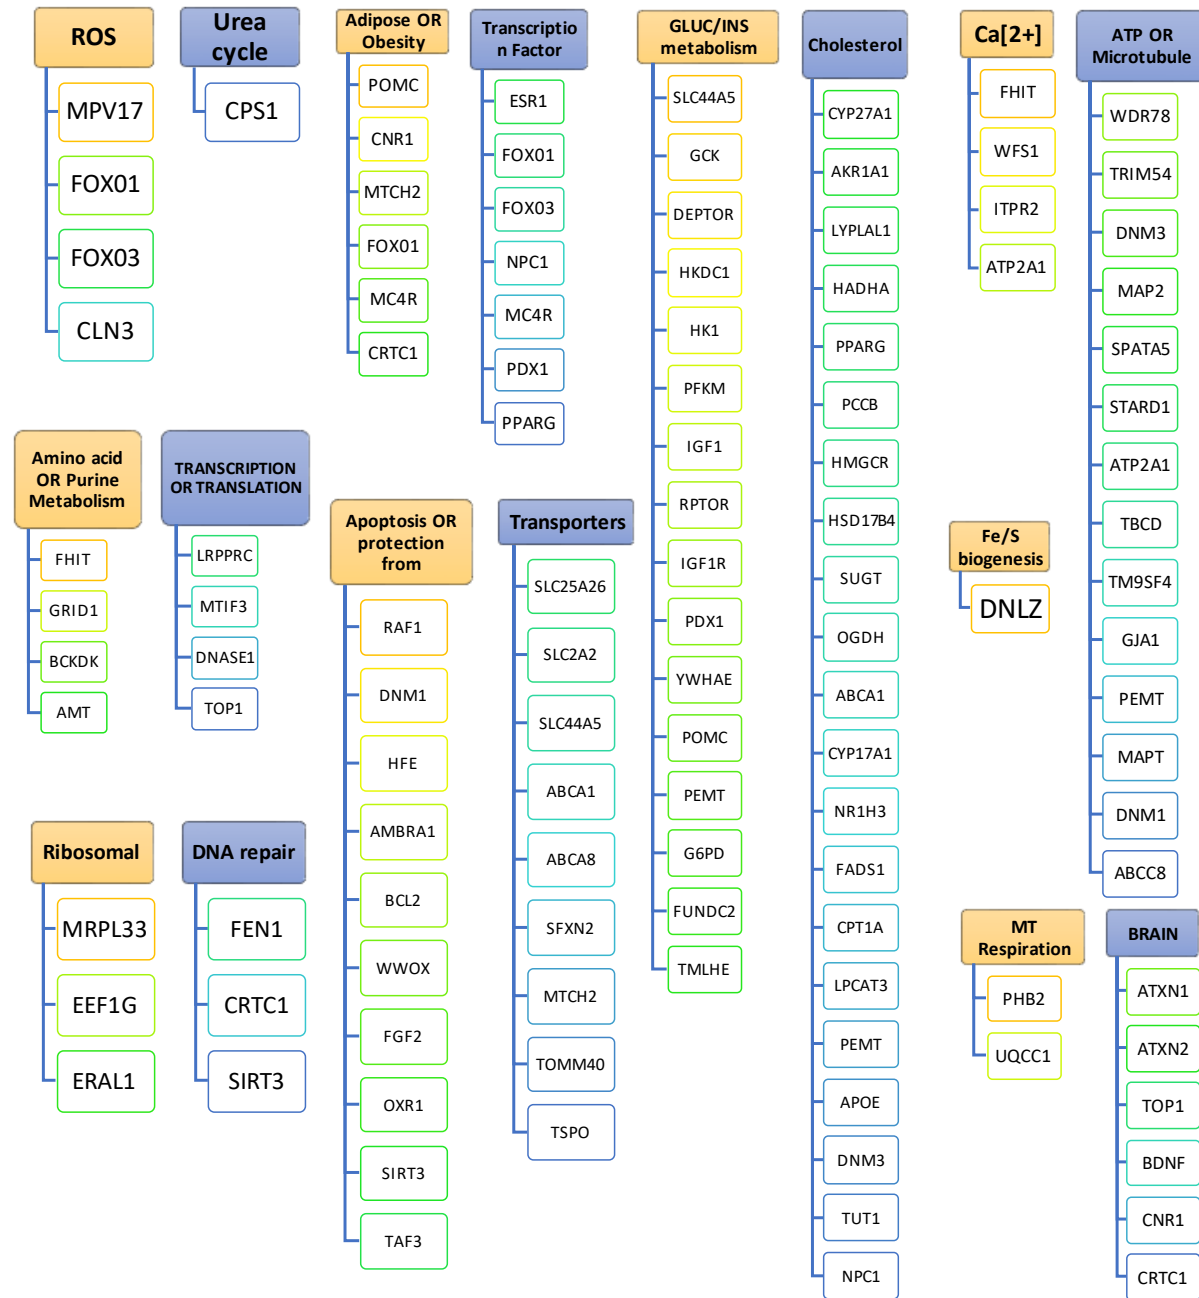 ROS
MPV17
FOX01
FOX03
CLN3
Urea
cycle
CPS1
Adipose OR
Obesity
POMC
CNR1
MTCH2
FOX01
MC4R
CRTC1
Transcriptio
n Factor
ESR1
FOX01
FOX03
NPC1
MC4R
PDX1
PPARG
GLUC/INS
metabolism
SLC44A5
GCK
DEPTOR
HKDC1
HK1
PFKM
IGF1
RPTOR
IGF1R
PDX1
YWHAE
POMC
PEMT
G6PD
FUNDC2
TMLHE
Cholesterol
CYP27A1
AKR1A1
LYPLAL1
HADHA
PPARG
PCCB
HMGCR
HSD17B4
SUGT
OGDH
ABCA1
CYP17A1
NR1H3
FADS1
CPT1A
LPCAT3
PEMT
APOE
DNM3
TUT1
NPC1
Ca[2+]
FHIT
WFS1
ITPR2
ATP2A1
ATP OR
Microtubule
WDR78
TRIM54
DNM3
MAP2
SPATA5
STARD1
ATP2A1
TBCD
TM9SF4
GJA1
PEMT
MAPT
DNM1
ABCC8
Amino acid
OR Purine
Metabolism
FHIT
GRID1
BCKDK
AMT
TRANSCRIPTION
OR TRANSLATION
LRPPRC
MTIF3
DNASE1
TOP1
Apoptosis OR
protection
from
RAF1
DNM1
HFE
AMBRA1
BCL2
WWOX
FGF2
OXR1
SIRT3
TAF3
Transporters
SLC25A26
SLC2A2
SLC44A5
ABCA1
ABCA8
SFXN2
MTCH2
TOMM40
TSPO
Fe/S
biogenesis
DNLZ
Ribosomal
MRPL33
EEF1G
ERAL1
DNA repair
FEN1
CRTC1
SIRT3
MT
Respiration
PHB2
UQCC1
BRAIN
ATXN1
ATXN2
TOP1
BDNF
CNR1
CRTC1